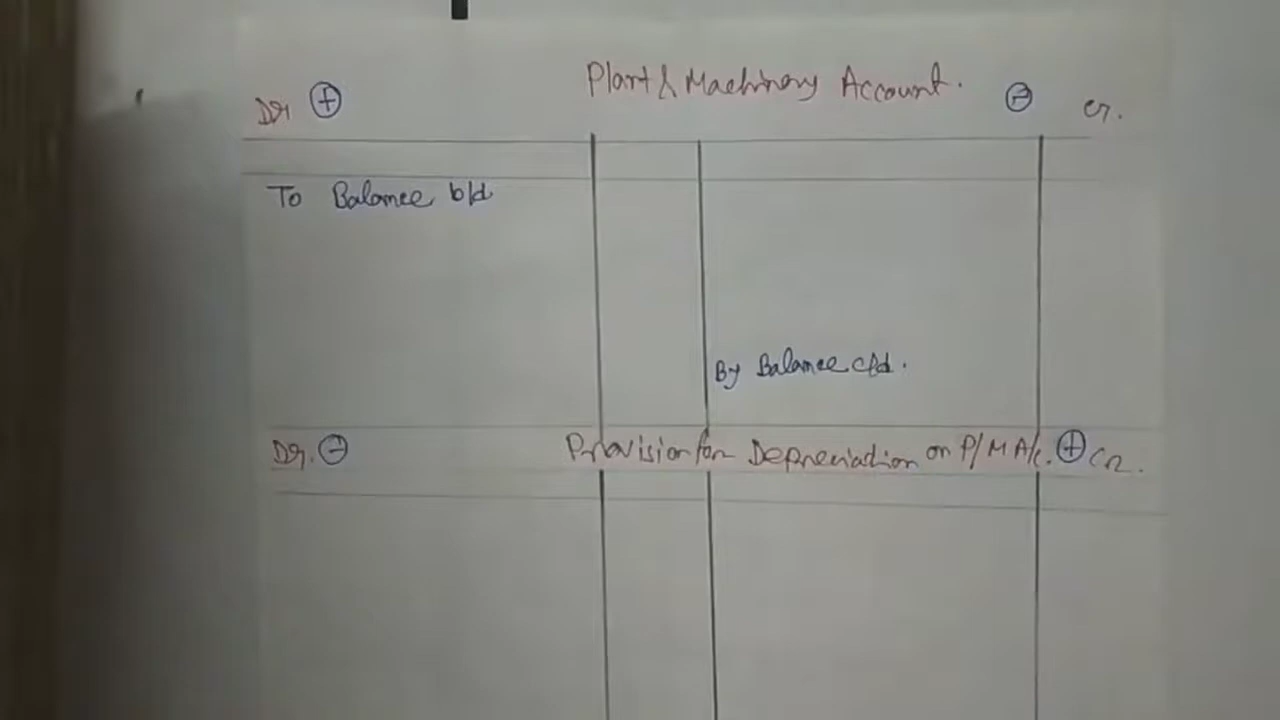 Plant & Machinery Account.
Dr ⊕ ⊖ Cr.
To Balance b/d
By Balance c/d.
Dr. ⊖ Provision for Depreciation on P/M A/c. ⊕ Cr.